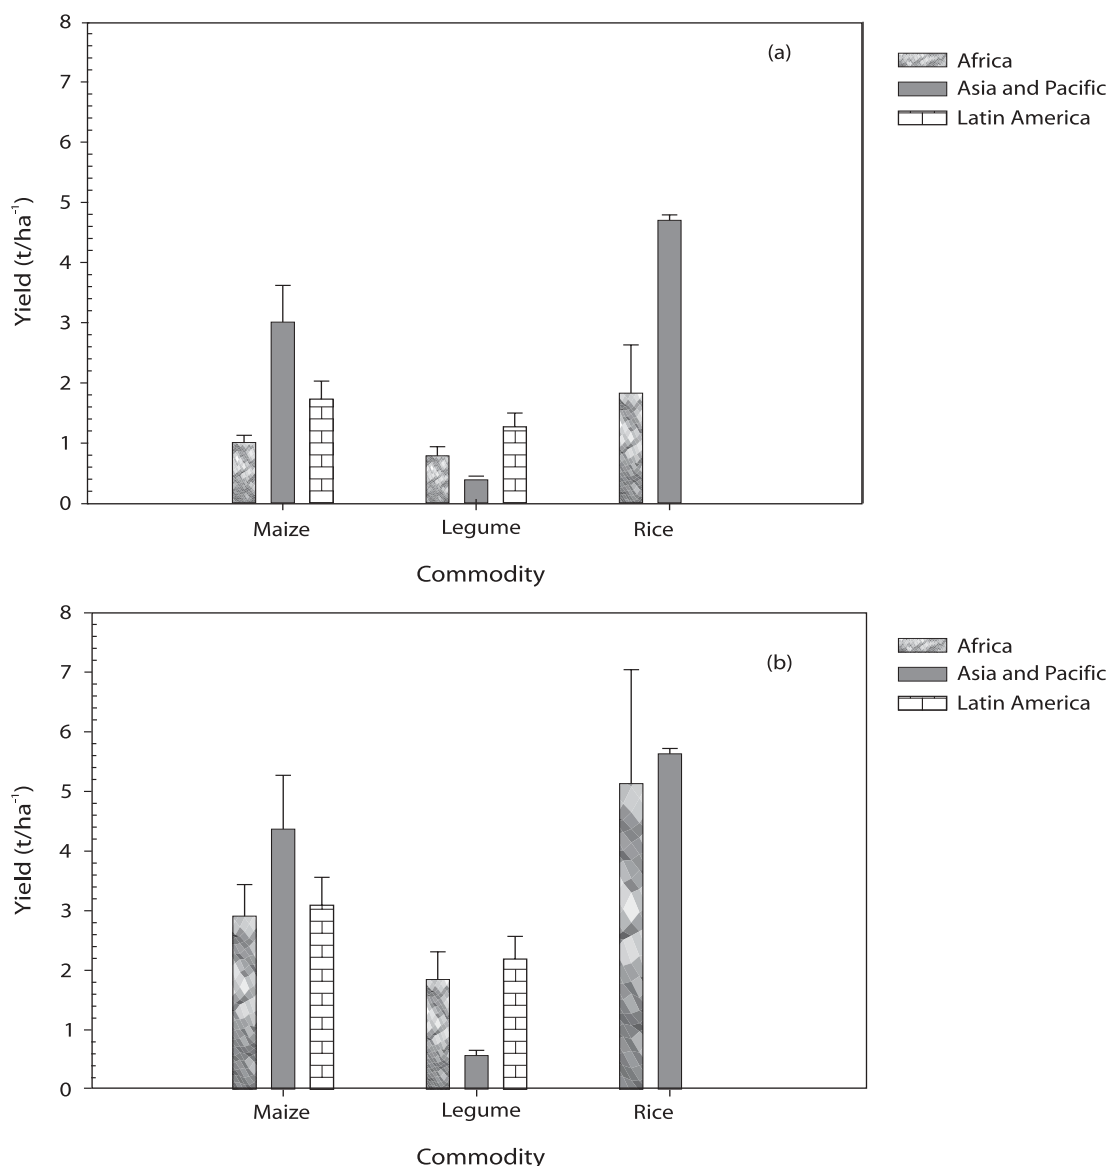 8
(a)
7
6
5
4
3
2
1
0
Yield (t/ha⁻¹)
Maize
Legume
Rice
Commodity
Africa
Asia and Pacific
Latin America
8
(b)
7
6
5
4
3
2
1
0
Yield (t/ha⁻¹)
Maize
Legume
Rice
Commodity
Africa
Asia and Pacific
Latin America